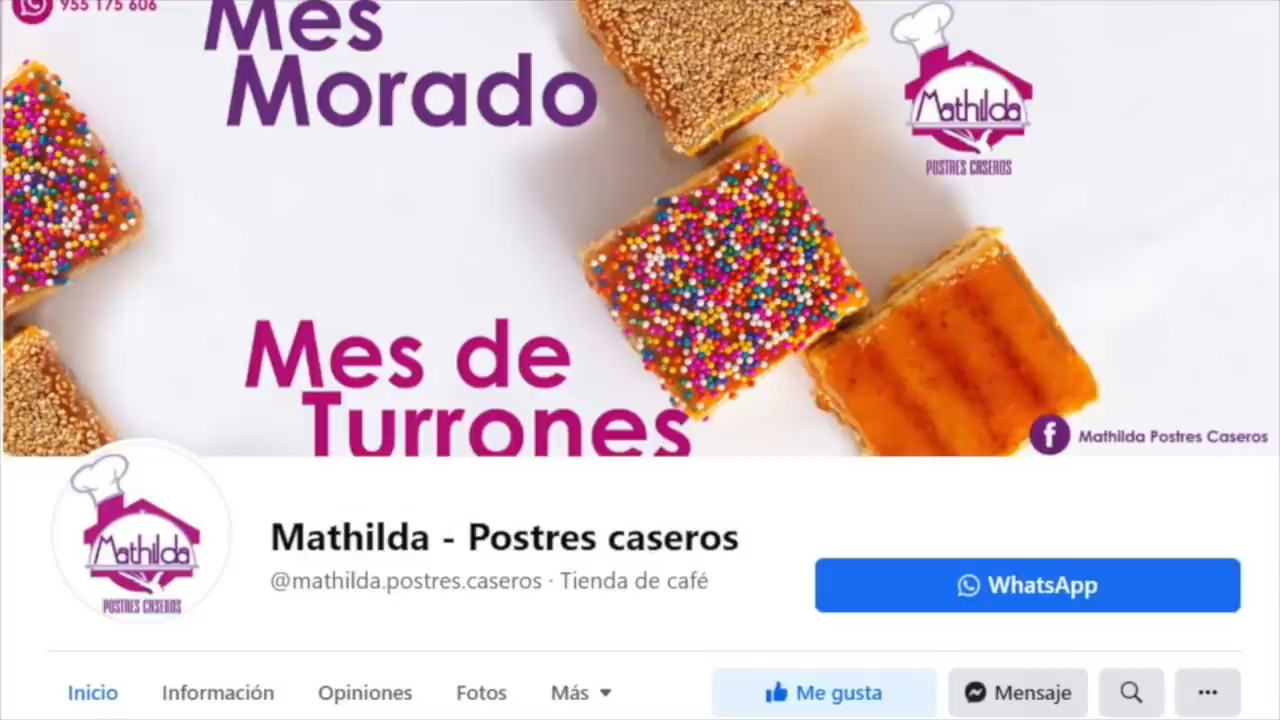 955 175 606
Mes
Morado
Mathilda
POSTRES CASEROS
Mes de
Turrones
Mathilda Postres Caseros
Mathilda
POSTRES CASEROS
Mathilda - Postres caseros
@mathilda.postres.caseros · Tienda de café
WhatsApp
Inicio Información Opiniones Fotos Más Me gusta Mensaje